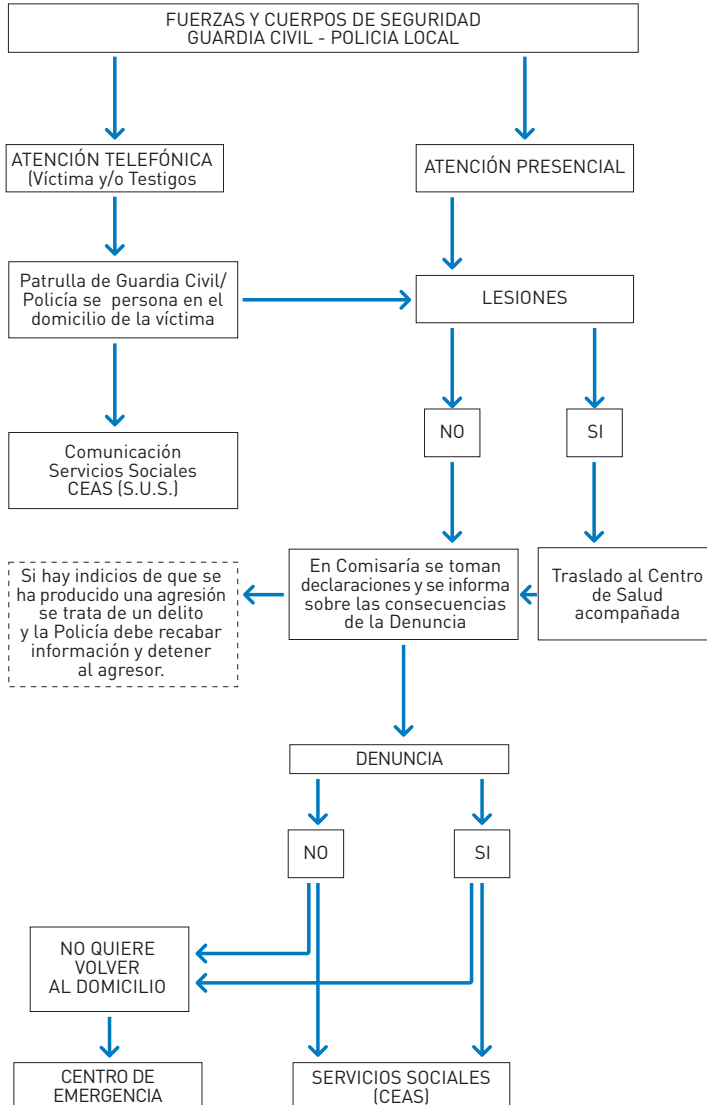 FUERZAS Y CUERPOS DE SEGURIDAD
GUARDIA CIVIL - POLICIA LOCAL
ATENCIÓN TELEFÓNICA
(Víctima y/o Testigos
ATENCIÓN PRESENCIAL
Patrulla de Guardia Civil/
Policía se persona en el
domicilio de la víctima
LESIONES
NO
SI
Comunicación
Servicios Sociales
CEAS (S.U.S.)
Si hay indicios de que se
ha producido una agresión
se trata de un delito
y la Policía debe recabar
información y detener
al agresor.
En Comisaría se toman
declaraciones y se informa
sobre las consecuencias
de la Denuncia
Traslado al Centro
de Salud
acompañada
DENUNCIA
NO
SI
NO QUIERE
VOLVER
AL DOMICILIO
CENTRO DE
EMERGENCIA
SERVICIOS SOCIALES
(CEAS)